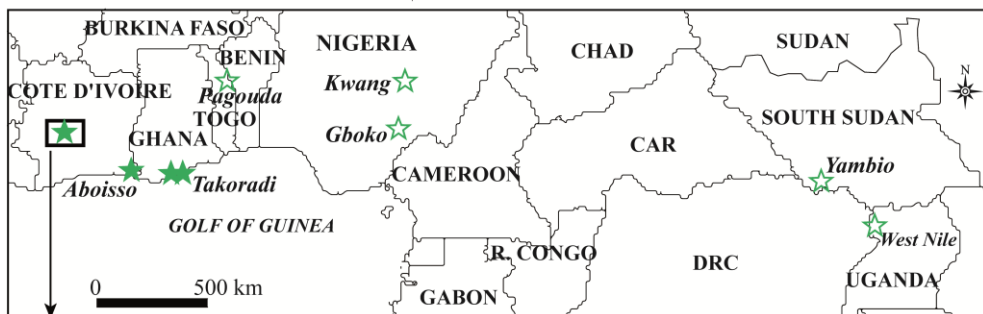 BURKINA FASO
BENIN
NIGERIA
CHAD
SUDAN
N
COTE D'IVOIRE
Pagouda
Kwang
TOGO
GHANA
Gboko
SOUTH SUDAN
CAR
CAMEROON
Yambio
Aboisso
Takoradi
GOLF OF GUINEA
R. CONGO
DRC
West Nile
UGANDA
GABON
0 500 km